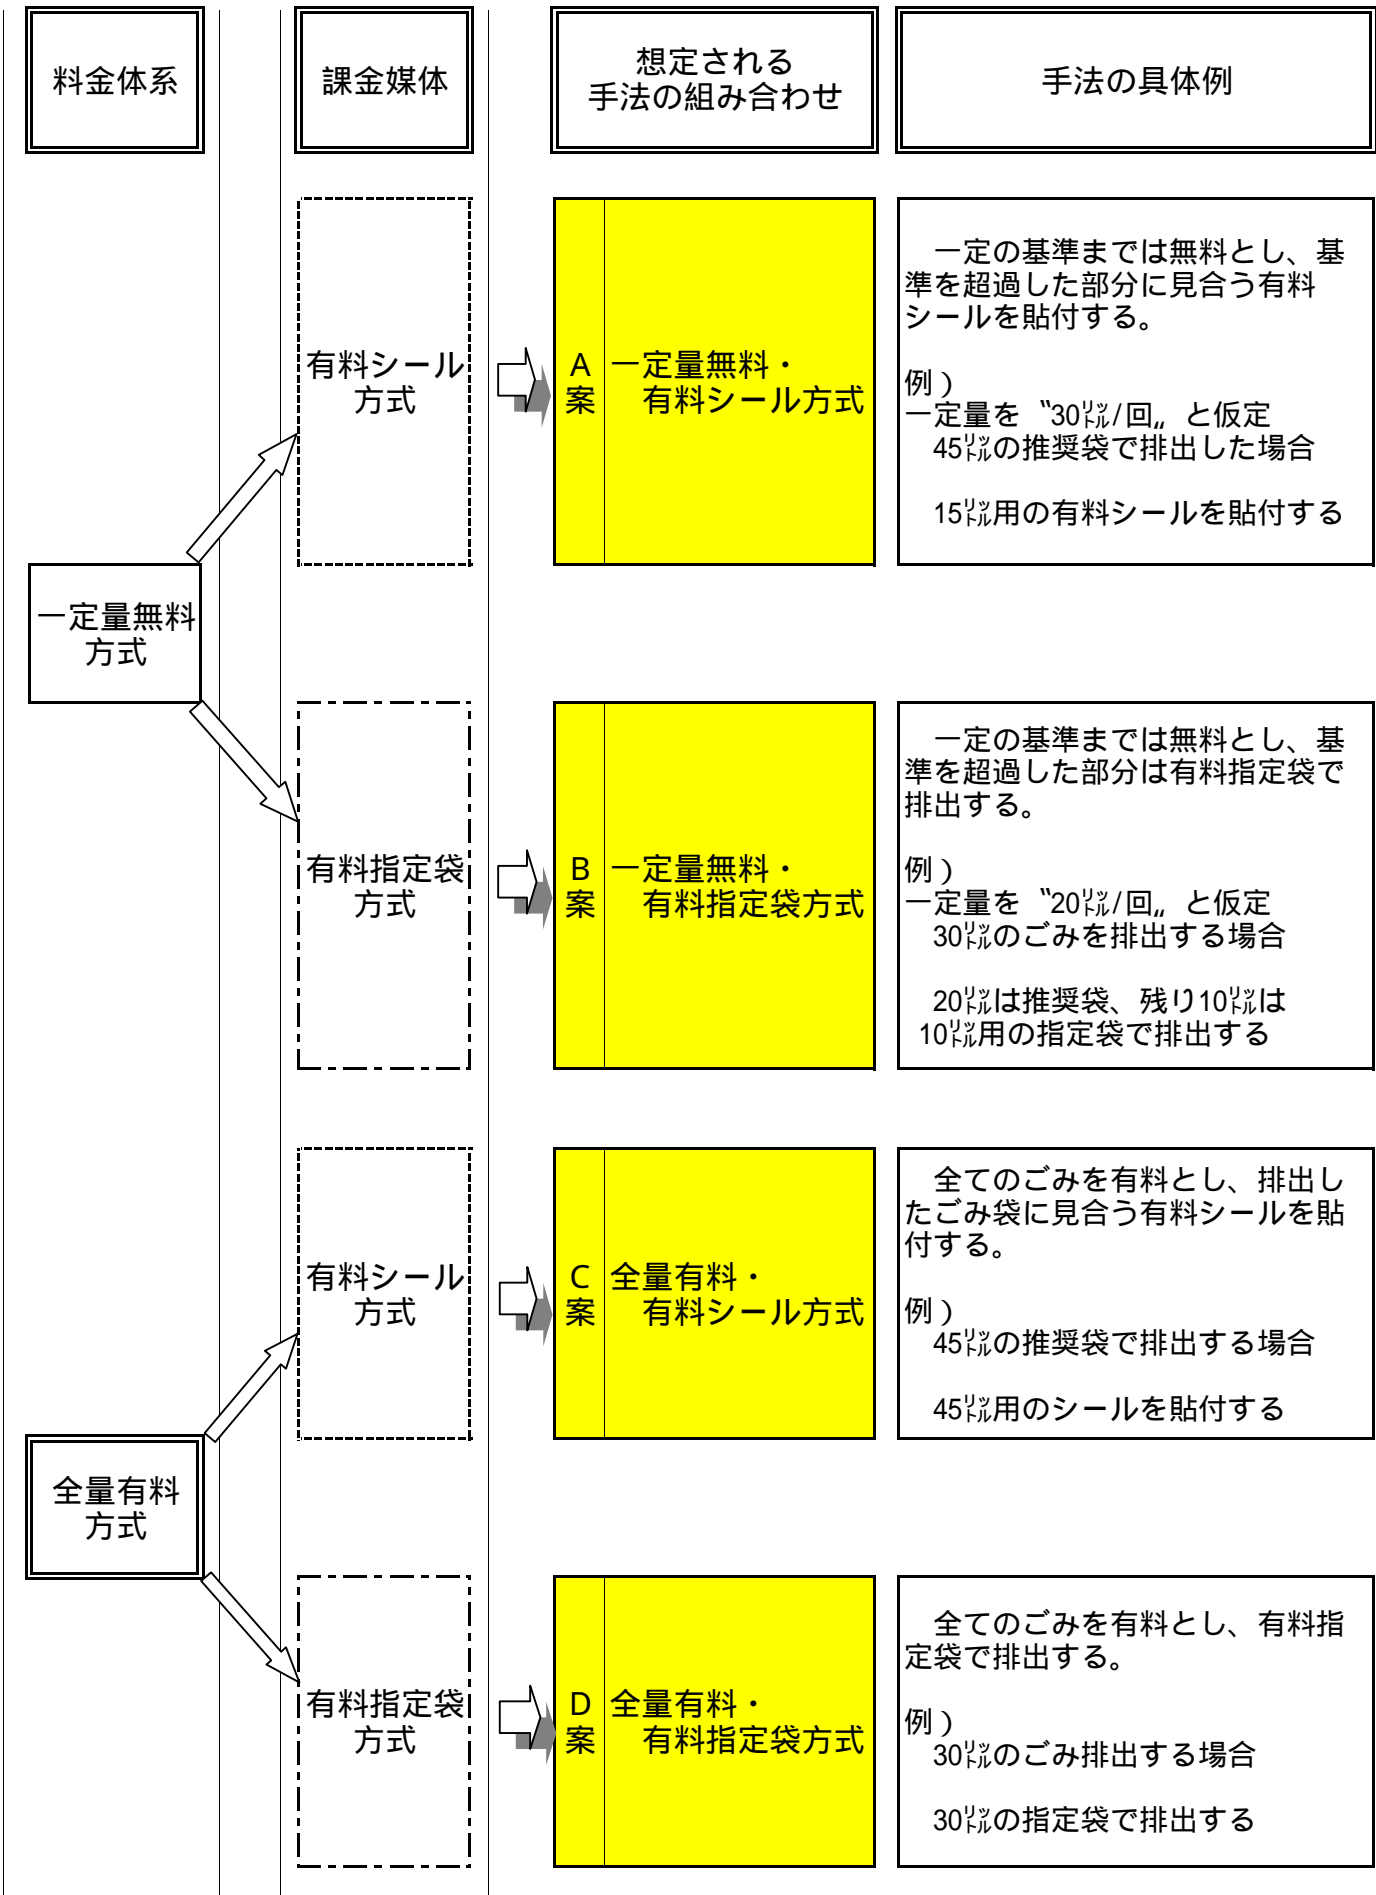 料金体系
課金媒体
想定される
手法の組み合わせ
手法の具体例
一定量無料
方式
有料シール
方式
A
案
一定量無料・
有料シール方式
一定の基準までは無料とし、基
準を超過した部分に見合う有料
シールを貼付する。
例）
一定量を〝30㍑/回〟と仮定
45㍑の推奨袋で排出した場合
15㍑用の有料シールを貼付する
有料指定袋
方式
B
案
一定量無料・
有料指定袋方式
一定の基準までは無料とし、基
準を超過した部分は有料指定袋で
排出する。
例）
一定量を〝20㍑/回〟と仮定
30㍑のごみを排出する場合
20㍑は推奨袋、残り10㍑は
10㍑用の指定袋で排出する
全量有料
方式
有料シール
方式
C
案
全量有料・
有料シール方式
全てのごみを有料とし、排出し
たごみ袋に見合う有料シールを貼
付する。
例）
45㍑の推奨袋で排出する場合
45㍑用のシールを貼付する
有料指定袋
方式
D
案
全量有料・
有料指定袋方式
全てのごみを有料とし、有料指
定袋で排出する。
例）
30㍑のごみ排出する場合
30㍑の指定袋で排出する